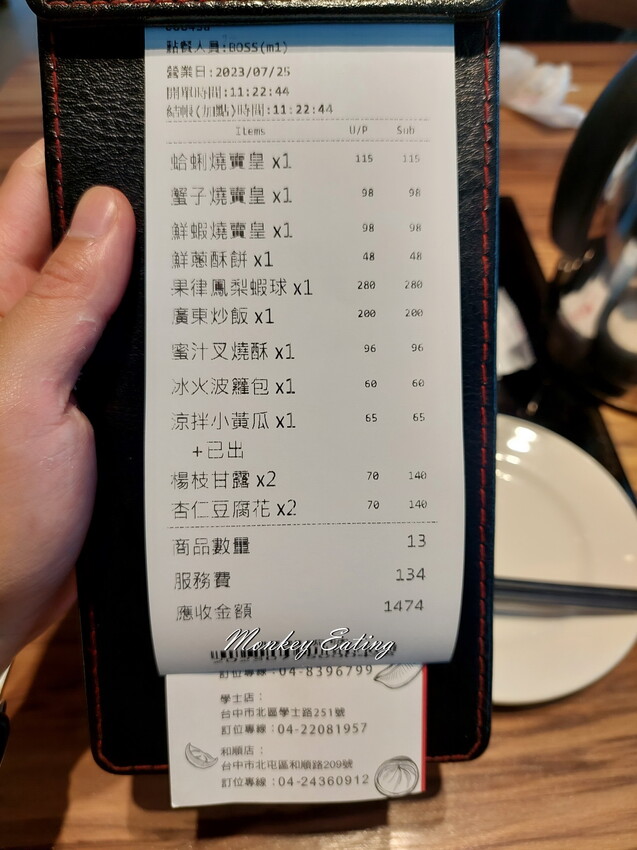 點餐人員:BOSS(m1)
營業日:2023/07/25
開單時間:11:22:44
結帳(加點)時間:11:22:44
Items U/P Sub
蛤蜊燒賣皇 x1 115 115
蟹子燒賣皇 x1 98 98
鮮蝦燒賣皇 x1 98 98
鮮蔥酥餅 x1 48 48
果律鳳梨蝦球 x1 280 280
廣東炒飯 x1 200 200
蜜汁叉燒酥 x1 96 96
冰火波蘿包 x1 60 60
涼拌小黃瓜 x1 65 65
+已出
楊枝甘露 x2 70 140
杏仁豆腐花 x2 70 140
商品數量 13
服務費 134
應收金額 1474
Monkey Eating
訂位專線：04-8396799
學士店：
台中市北區學士路251號
訂位專線：04-22081957
和順店：
台中市北屯區和順路209號
訂位專線：04-24360912